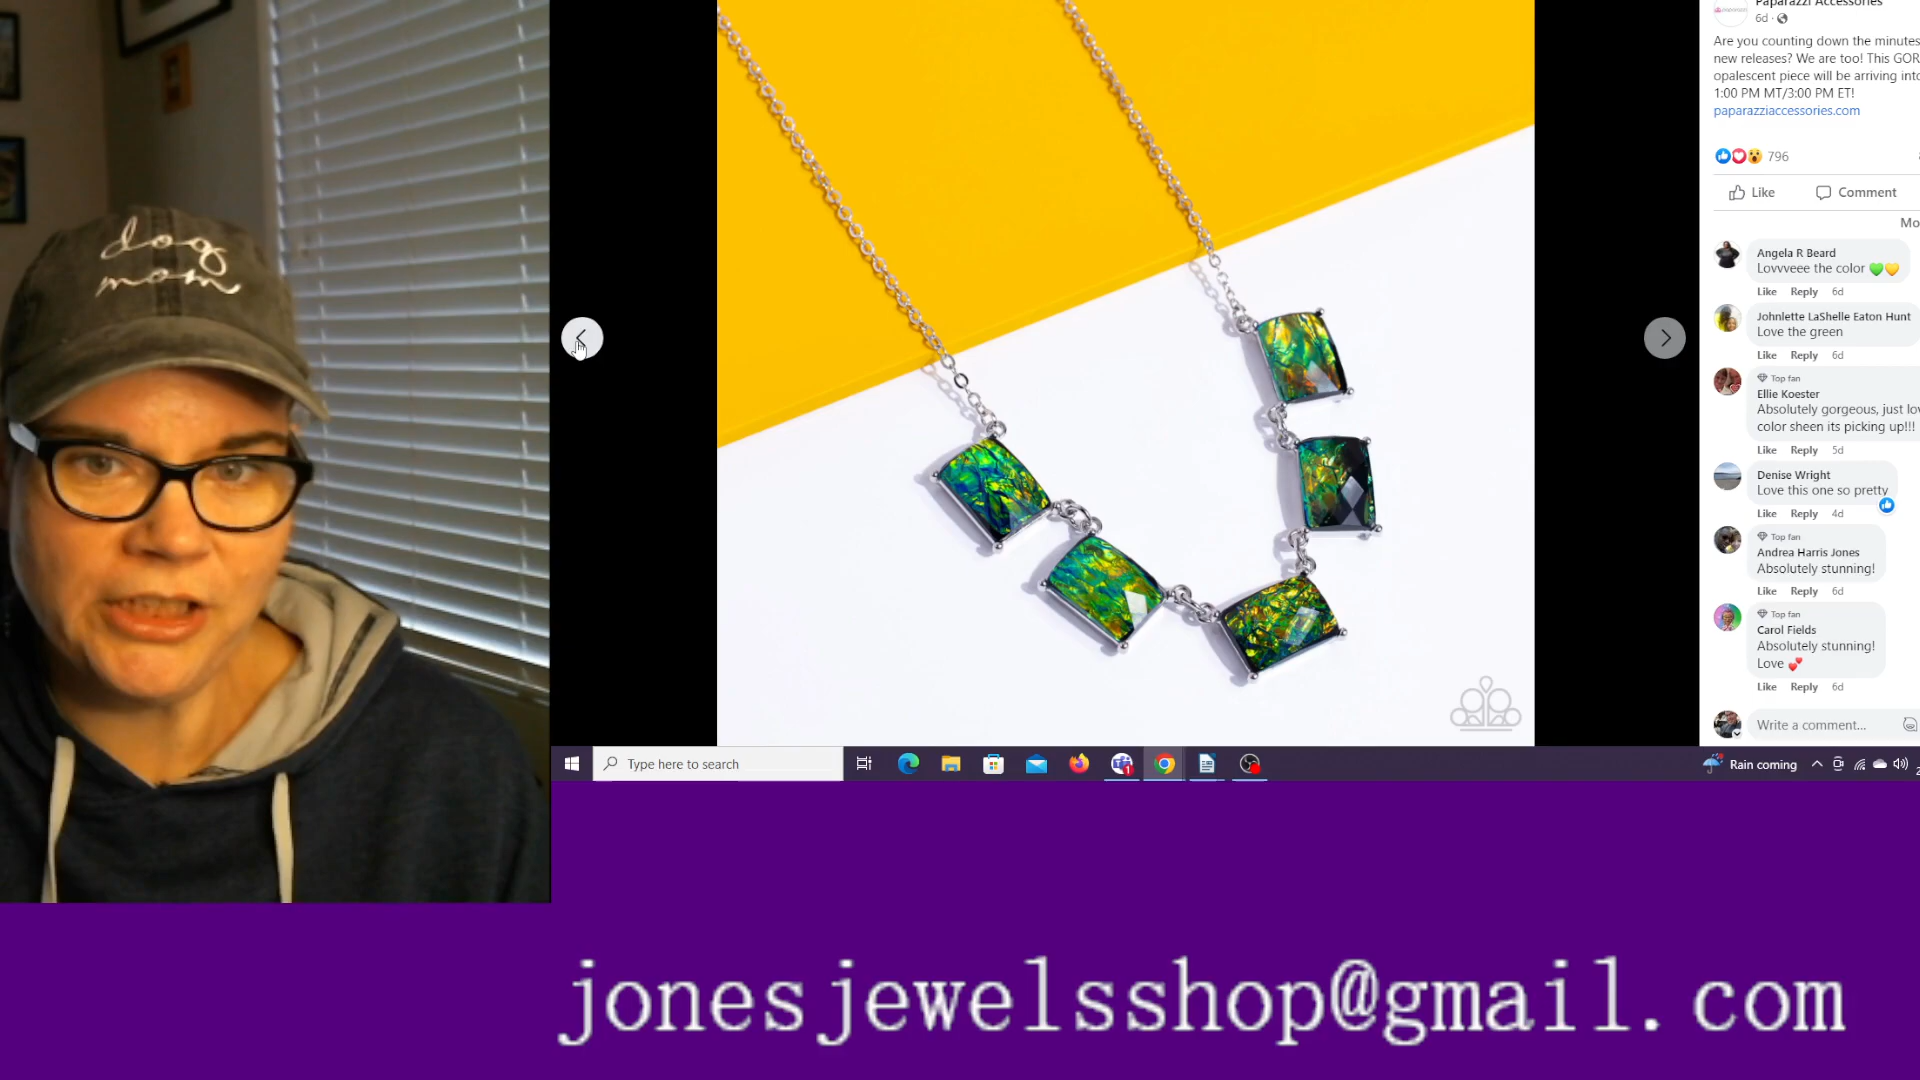 dog
mom
Paparazzi Accessories
6d
Are you counting down the minutes
new releases? We are too! This GOR
opalescent piece will be arriving into
1:00 PM MT/3:00 PM ET!
paparazziaccessories.com
796
Like Comment
Mo
Angela R Beard
Lovvveee the color 💚💛
Like Reply 6d
Johnlette LaShelle Eaton Hunt
Love the green
Like Reply 6d
Top fan
Ellie Koester
Absolutely gorgeous, just lov
color sheen its picking up!!!
Like Reply 5d
Denise Wright
Love this one so pretty
Like Reply 4d
Top fan
Andrea Harris Jones
Absolutely stunning!
Like Reply 6d
Top fan
Carol Fields
Absolutely stunning!
Love 💕
Like Reply 6d
Write a comment...
Type here to search
Rain coming
jonesjewelsshop@gmail.com